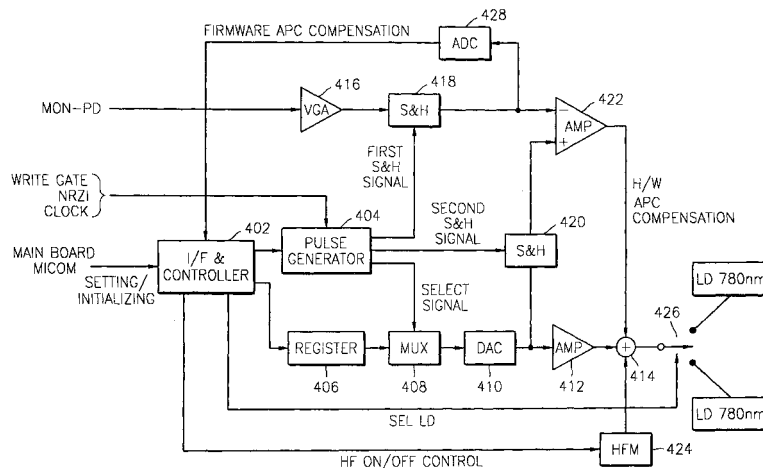 FIRMWARE APC COMPENSATION
428
ADC
416
418
MON-PD
VGA
S&H
422
AMP
−
+
FIRST
S&H
SIGNAL
H/W
APC
COMPENSATION
WRITE GATE
NRZI
CLOCK
402
404
SECOND
S&H
SIGNAL
420
S&H
MAIN BOARD
MICOM
SETTING/
INITIALIZING
I/F &
CONTROLLER
PULSE
GENERATOR
SELECT
SIGNAL
LD 780nm
426
REGISTER
MUX
DAC
AMP
+
406
408
410
412
414
LD 780nm
SEL LD
HFM
424
HF ON/OFF CONTROL